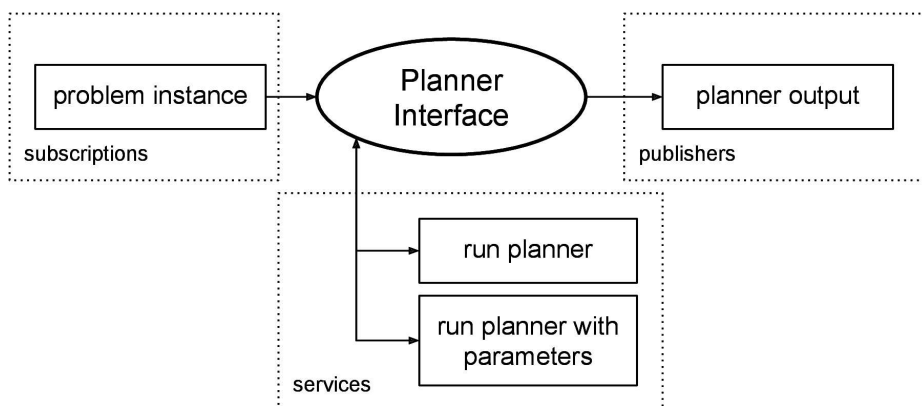 problem instance
subscriptions
Planner
Interface
planner output
publishers
run planner
run planner with
parameters
services